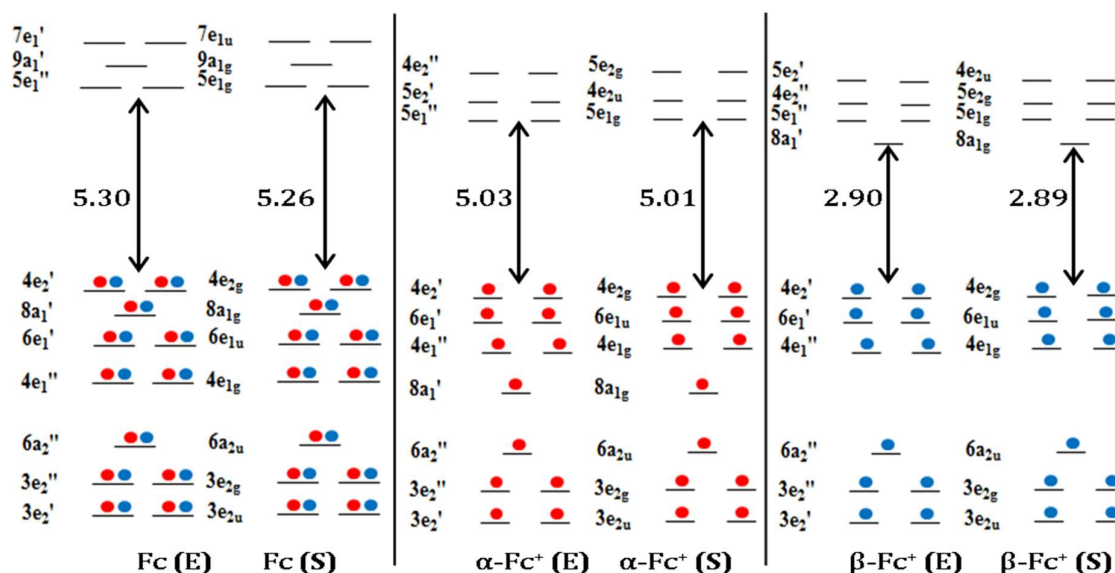 7e₁' 7e₁ᵤ
9a₁' 9a₁g
5e₁'' 5e₁g
5.30 5.26
4e₂' 4e₂g
8a₁' 8a₁g
6e₁' 6e₁ᵤ
4e₁'' 4e₁g
6a₂'' 6a₂ᵤ
3e₂'' 3e₂g
3e₂' 3e₂ᵤ
Fc (E) Fc (S)
4e₂'' 5e₂g
5e₂' 4e₂ᵤ
5e₁'' 5e₁g
5.03 5.01
4e₂' 4e₂g
6e₁' 6e₁ᵤ
4e₁'' 4e₁g
8a₁' 8a₁g
6a₂'' 6a₂ᵤ
3e₂'' 3e₂g
3e₂' 3e₂ᵤ
α-Fc⁺ (E) α-Fc⁺ (S)
5e₂' 4e₂ᵤ
4e₂'' 5e₂g
5e₁'' 5e₁g
8a₁' 8a₁g
2.90 2.89
4e₂' 4e₂g
6e₁' 6e₁ᵤ
4e₁'' 4e₁g
6a₂'' 6a₂ᵤ
3e₂'' 3e₂g
3e₂' 3e₂ᵤ
β-Fc⁺ (E) β-Fc⁺ (S)